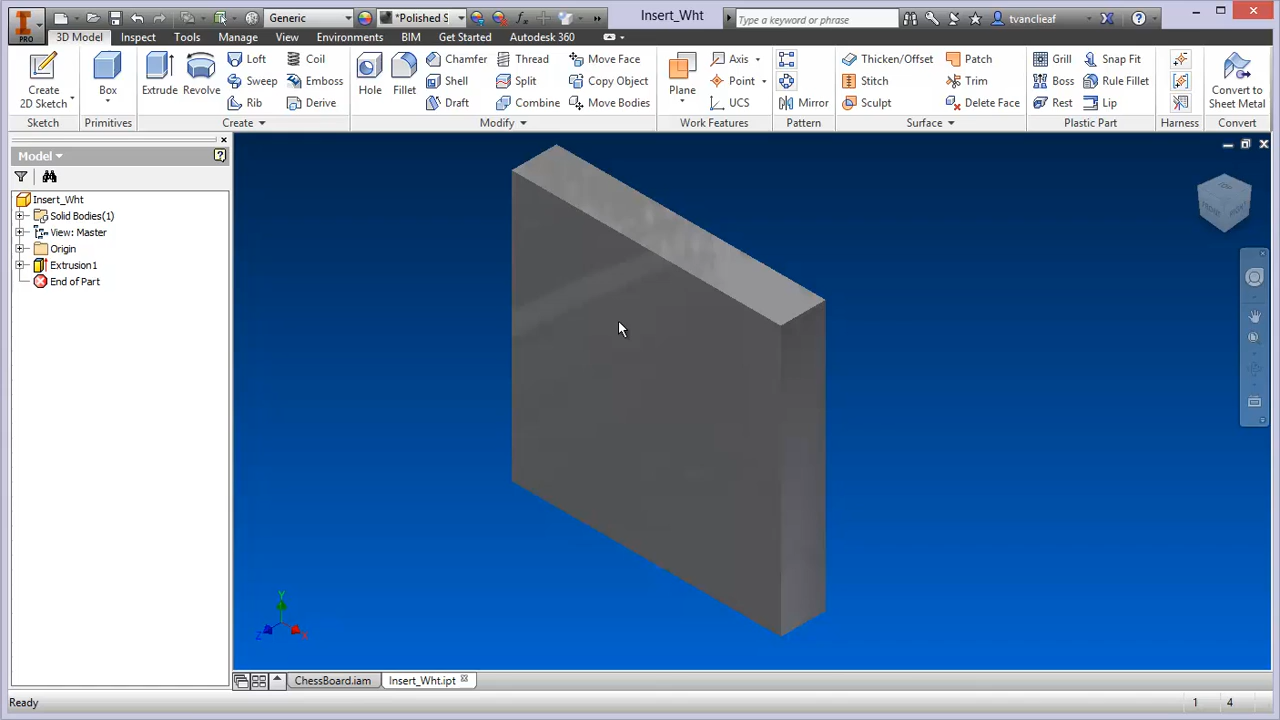 Generic
*Polished S
Insert_Wht
Type a keyword or phrase
tvanclieaf
PRO
3D Model Inspect Tools Manage View Environments BIM Get Started Autodesk 360
Create 2D Sketch
Box
Extrude
Revolve
Loft
Coil
Sweep
Emboss
Rib
Derive
Hole
Fillet
Chamfer
Thread
Move Face
Shell
Split
Copy Object
Draft
Combine
Move Bodies
Plane
Axis
Point
UCS
Mirror
Thicken/Offset
Patch
Stitch
Trim
Sculpt
Delete Face
Grill
Snap Fit
Boss
Rule Fillet
Rest
Lip
Convert to Sheet Metal
Sketch
Primitives
Create
Modify
Work Features
Pattern
Surface
Plastic Part
Harness
Convert
Model
Insert_Wht
Solid Bodies(1)
View: Master
Origin
Extrusion1
End of Part
Y
Z
X
ChessBoard.iam
Insert_Wht.ipt
Ready
1
4